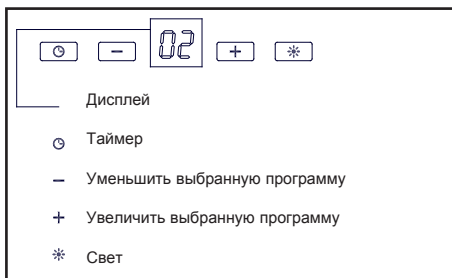 02
Дисплей
Таймер
− Уменьшить выбранную программу
+ Увеличить выбранную программу
Свет